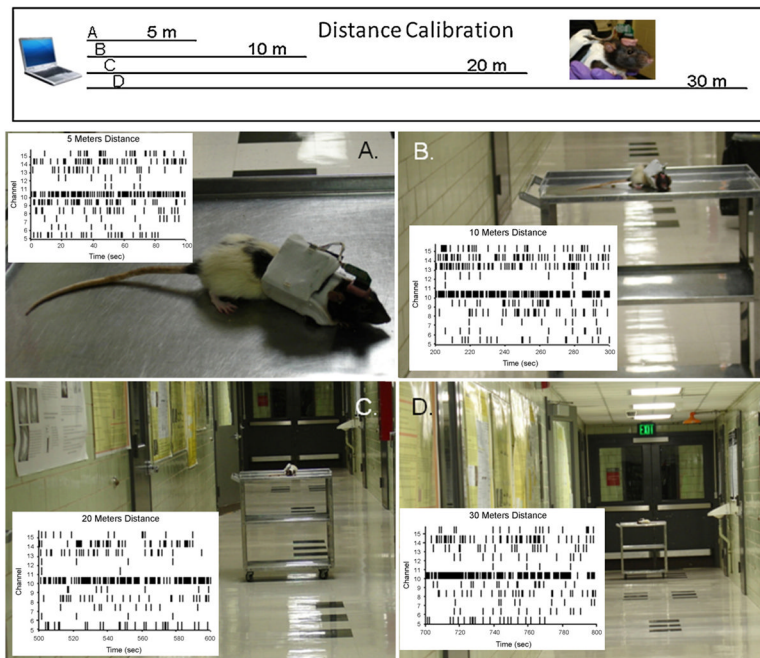 Distance Calibration
A 5 m
B 10 m
C 20 m
D 30 m
A.
5 Meters Distance
Channel
15
14
13
12
11
10
9
8
7
6
5
0 20 40 60 80 100
Time (sec)
B.
10 Meters Distance
Channel
15
14
13
12
11
10
9
8
7
6
5
200 220 240 260 280 300
Time (sec)
C.
20 Meters Distance
Channel
15
14
13
12
11
10
9
8
7
6
5
500 520 540 560 580 600
Time (sec)
D.
EXIT
30 Meters Distance
Channel
15
14
13
12
11
10
9
8
7
6
5
700 720 740 760 780 800
Time (sec)